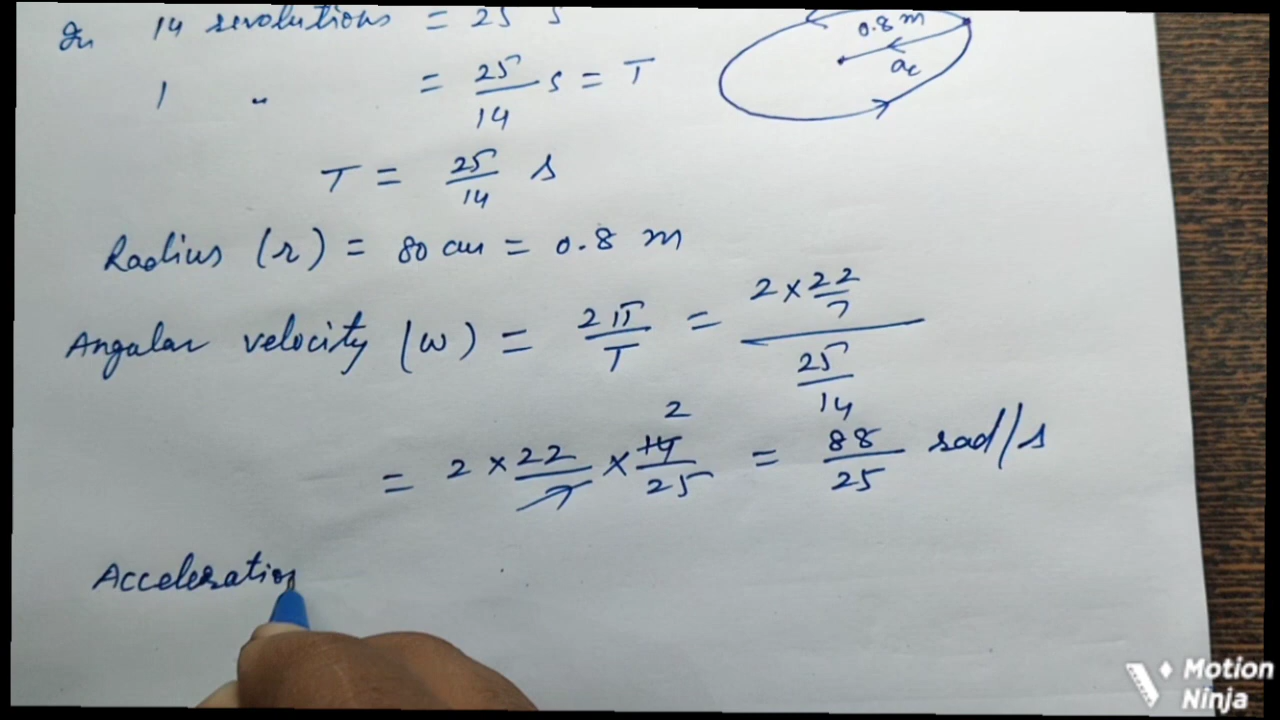 In 14 revolutions = 25 s
0.8 m
ac
1 " = 25/14 s = T
T = 25/14 s
Radius (r) = 80 cm = 0.8 m
Angular velocity (ω) = 2π/T = (2 × 22/7)/(25/14)
= 2 × 22/7 × 14/25 = 88/25 rad/s
2
Acceleration
Motion
Ninja